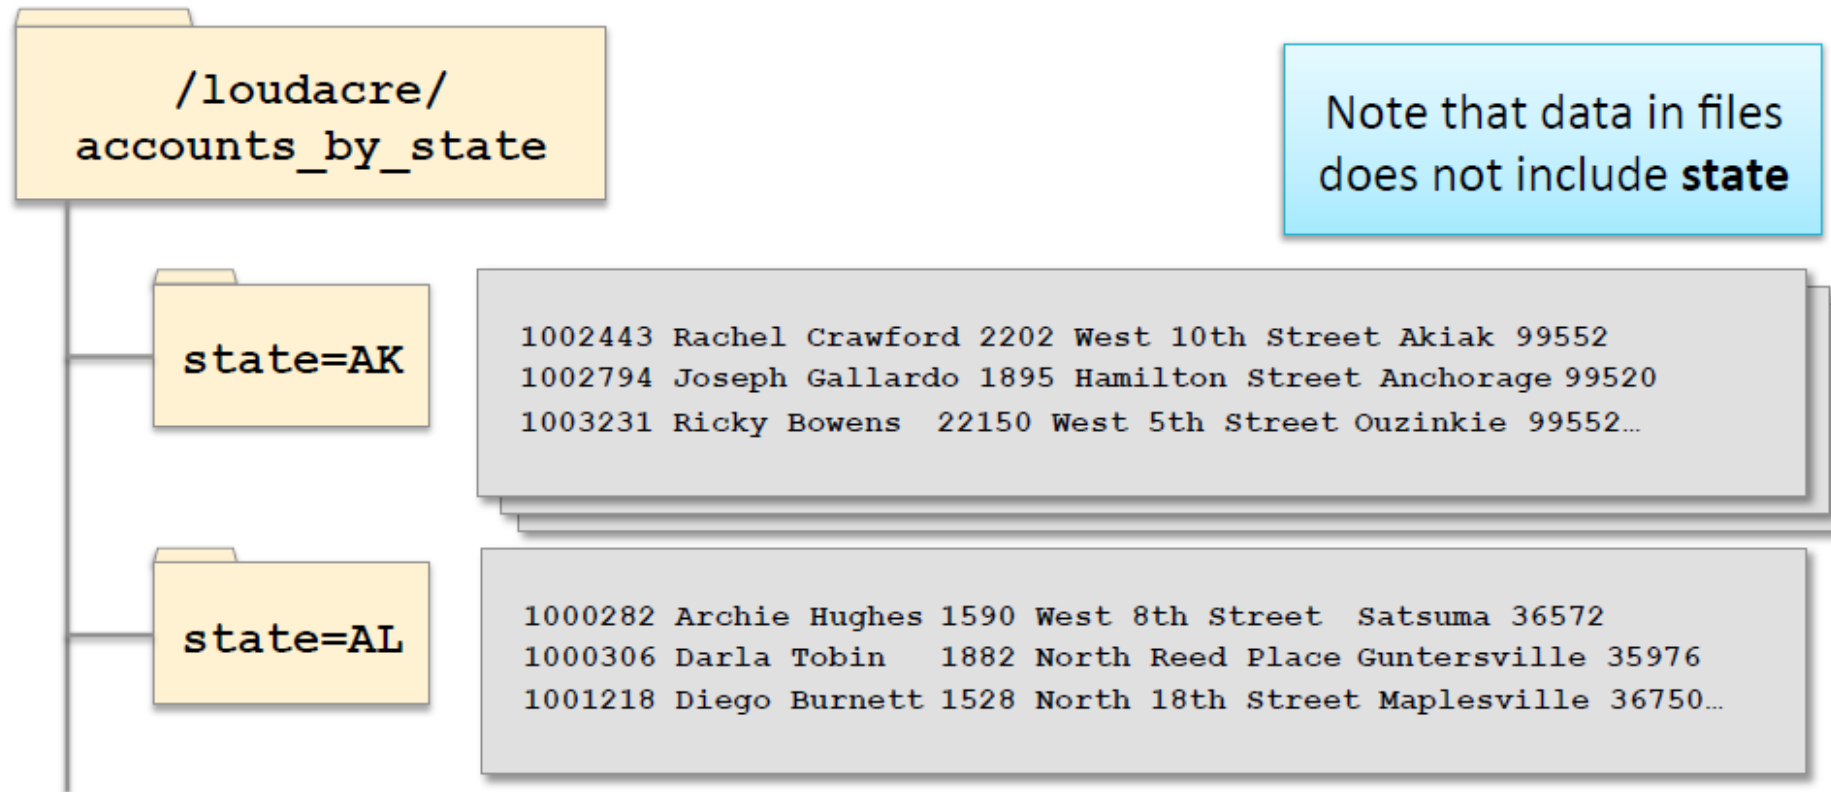 /loudacre/
accounts_by_state
Note that data in files
does not include state
state=AK
1002443 Rachel Crawford 2202 West 10th Street Akiak 99552
1002794 Joseph Gallardo 1895 Hamilton Street Anchorage 99520
1003231 Ricky Bowens 22150 West 5th Street Ouzinkie 99552…
state=AL
1000282 Archie Hughes 1590 West 8th Street Satsuma 36572
1000306 Darla Tobin 1882 North Reed Place Guntersville 35976
1001218 Diego Burnett 1528 North 18th Street Maplesville 36750…